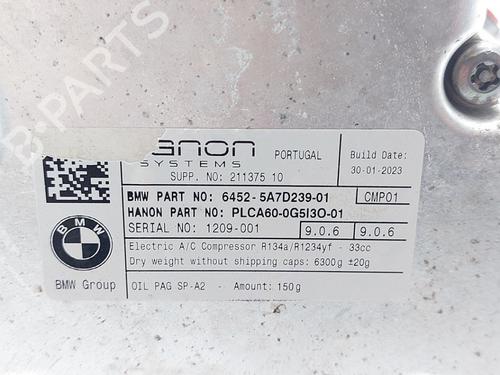 B-PARTS
anon
SYSTEMS
PORTUGAL
Build Date:
30-01-2023
SUPP. NO: 211375 10
BMW PART NO: 6452-5A7D239-01
CMP01
HANON PART NO: PLCA60-0G5I3O-01
SERIAL NO: 1209-001
9.0.6
9.0.6
Electric A/C Compressor R134a/R1234yf - 33cc
Dry weight without shipping caps: 6300g ±20g
BMW
BMW Group
OIL PAG SP-A2 - Amount: 150g